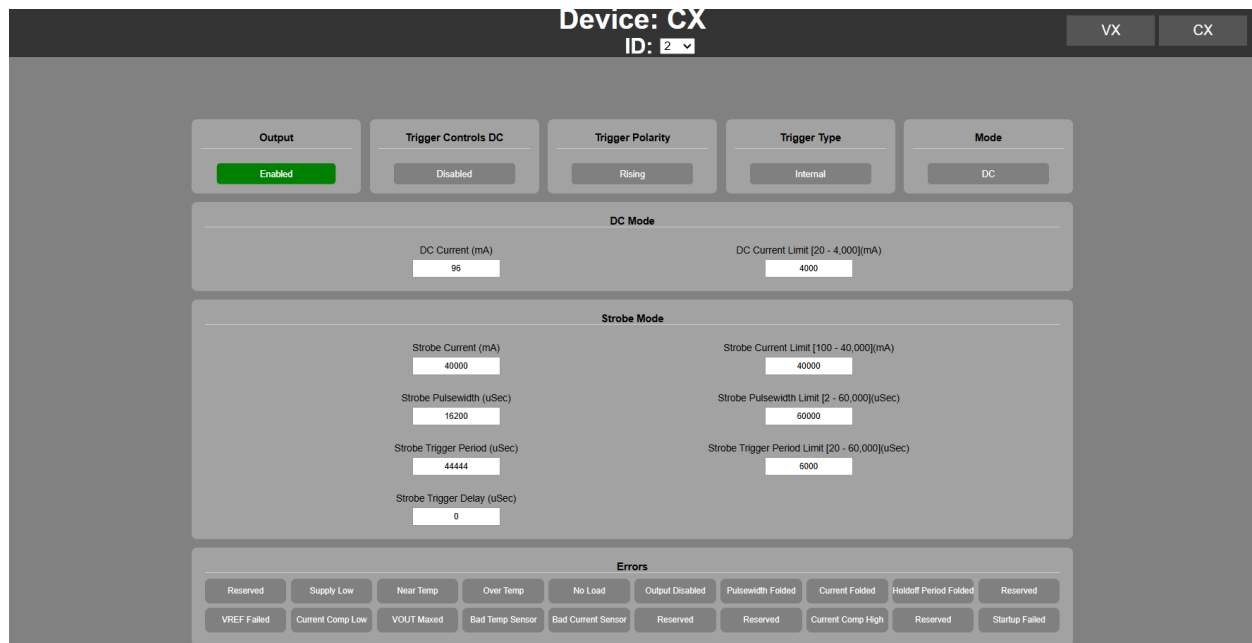 Device: CX
ID: 2
VX CX
Output Trigger Controls DC Trigger Polarity Trigger Type Mode
Enabled Disabled Rising Internal DC
DC Mode
DC Current (mA) DC Current Limit [20 - 4,000](mA)
96 4000
Strobe Mode
Strobe Current (mA) Strobe Current Limit [100 - 40,000](mA)
40000 40000
Strobe Pulsewidth (uSec) Strobe Pulsewidth Limit [2 - 60,000](uSec)
16200 60000
Strobe Trigger Period (uSec) Strobe Trigger Period Limit [20 - 60,000](uSec)
44444 6000
Strobe Trigger Delay (uSec)
0
Errors
Reserved Supply Low Near Temp Over Temp No Load Output Disabled Pulsewidth Folded Current Folded Holdoff Period Folded Reserved
VREF Failed Current Comp Low VOUT Maxed Bad Temp Sensor Bad Current Sensor Reserved Reserved Current Comp High Reserved Startup Failed